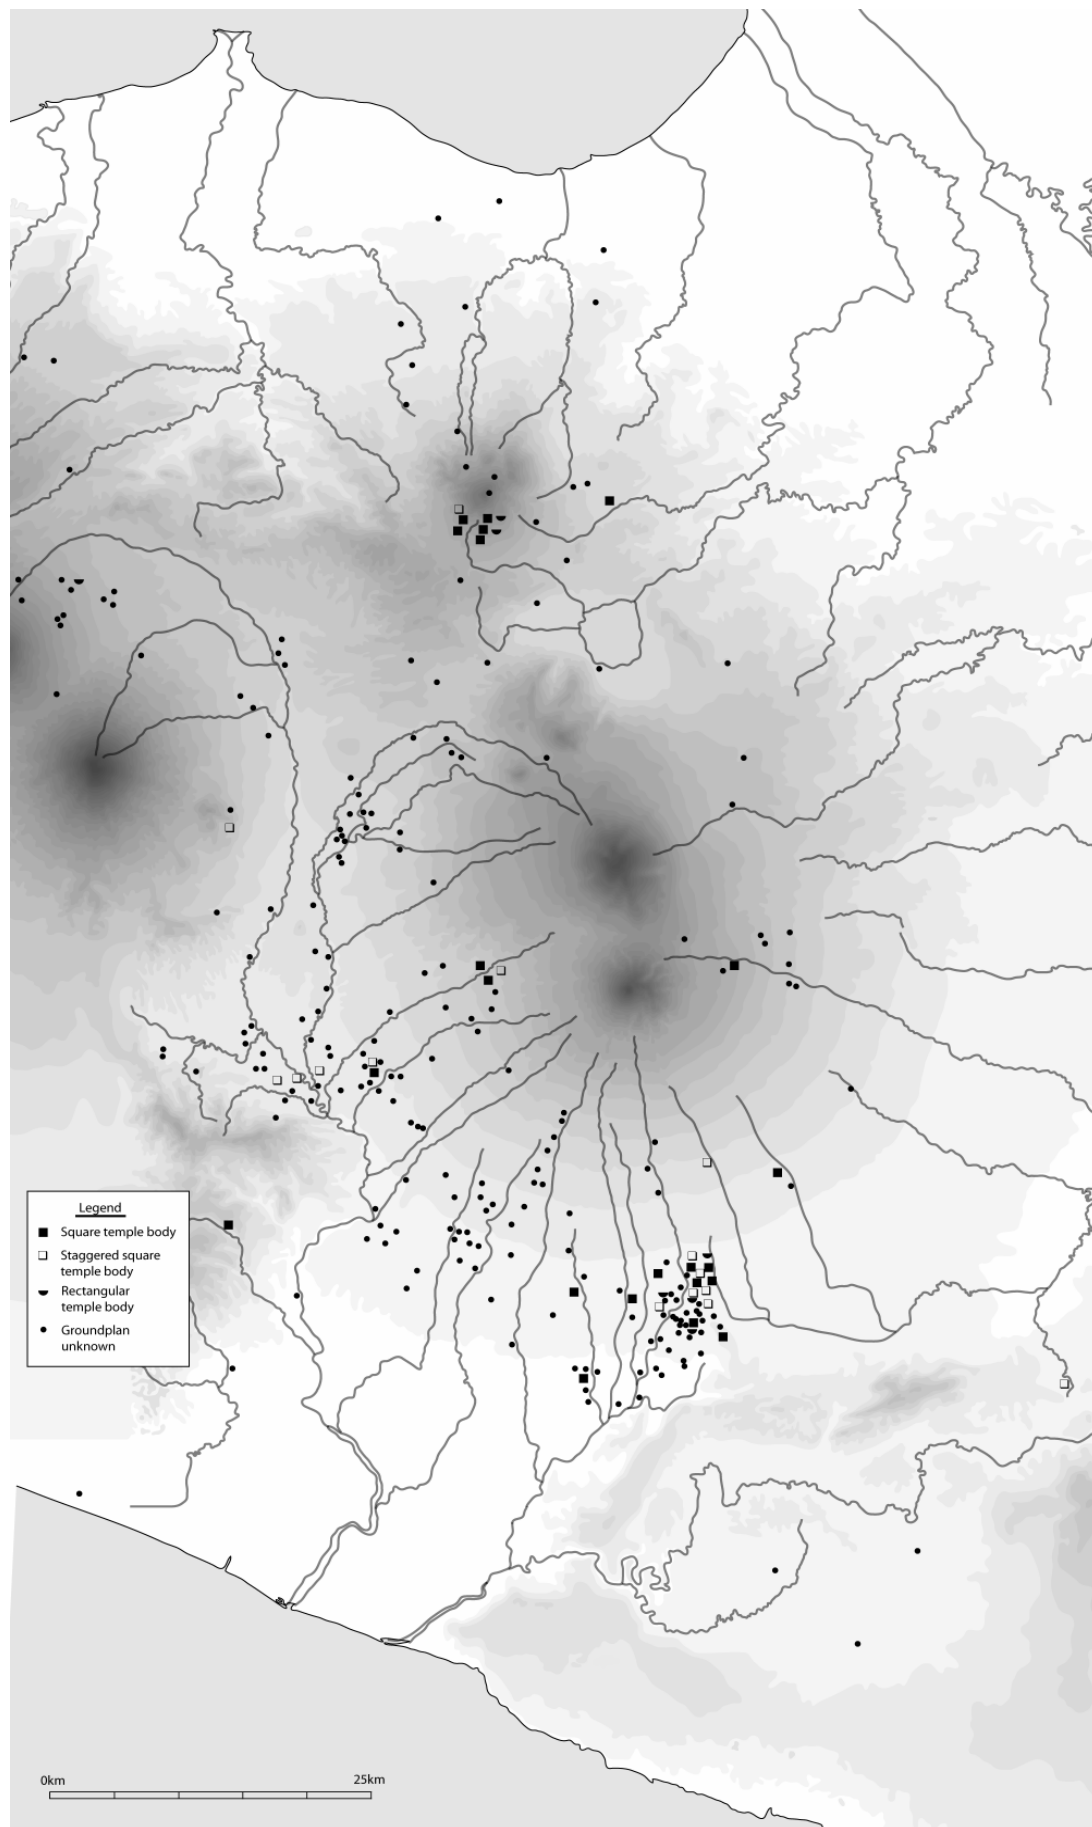 Legend
Square temple body
Staggered square
temple body
Rectangular
temple body
Groundplan
unknown
0km
25km